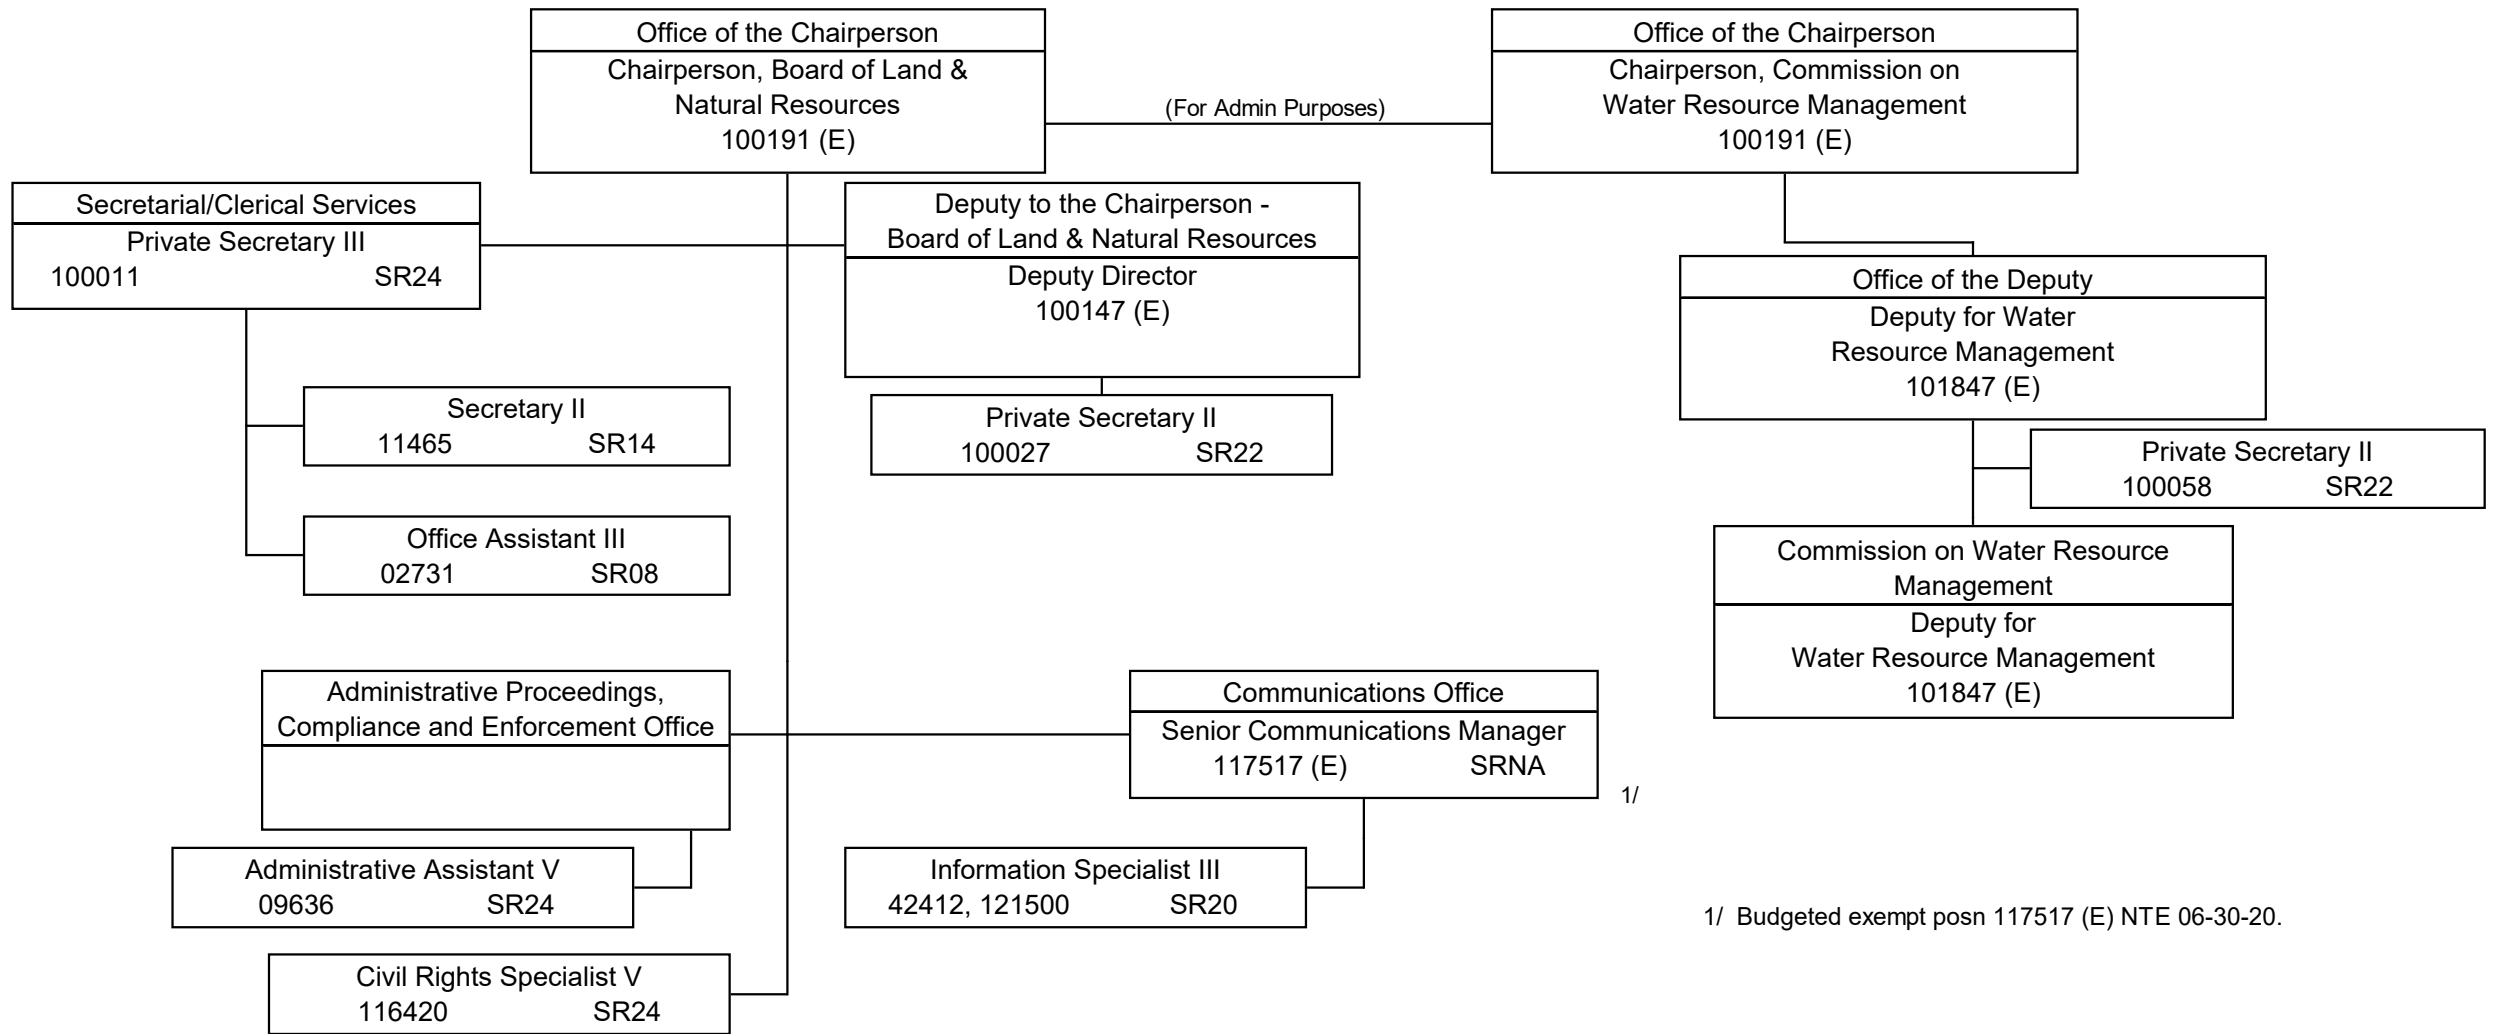 Office of the Chairperson
Chairperson, Board of Land &
Natural Resources
100191 (E)
(For Admin Purposes)
Office of the Chairperson
Chairperson, Commission on
Water Resource Management
100191 (E)
Secretarial/Clerical Services
Private Secretary III
100011 SR24
Deputy to the Chairperson -
Board of Land & Natural Resources
Deputy Director
100147 (E)
Office of the Deputy
Deputy for Water
Resource Management
101847 (E)
Secretary II
11465 SR14
Private Secretary II
100027 SR22
Private Secretary II
100058 SR22
Office Assistant III
02731 SR08
Commission on Water Resource
Management
Deputy for
Water Resource Management
101847 (E)
Administrative Proceedings,
Compliance and Enforcement Office
Communications Office
Senior Communications Manager
117517 (E) SRNA
1/
Administrative Assistant V
09636 SR24
Information Specialist III
42412, 121500 SR20
1/ Budgeted exempt posn 117517 (E) NTE 06-30-20.
Civil Rights Specialist V
116420 SR24